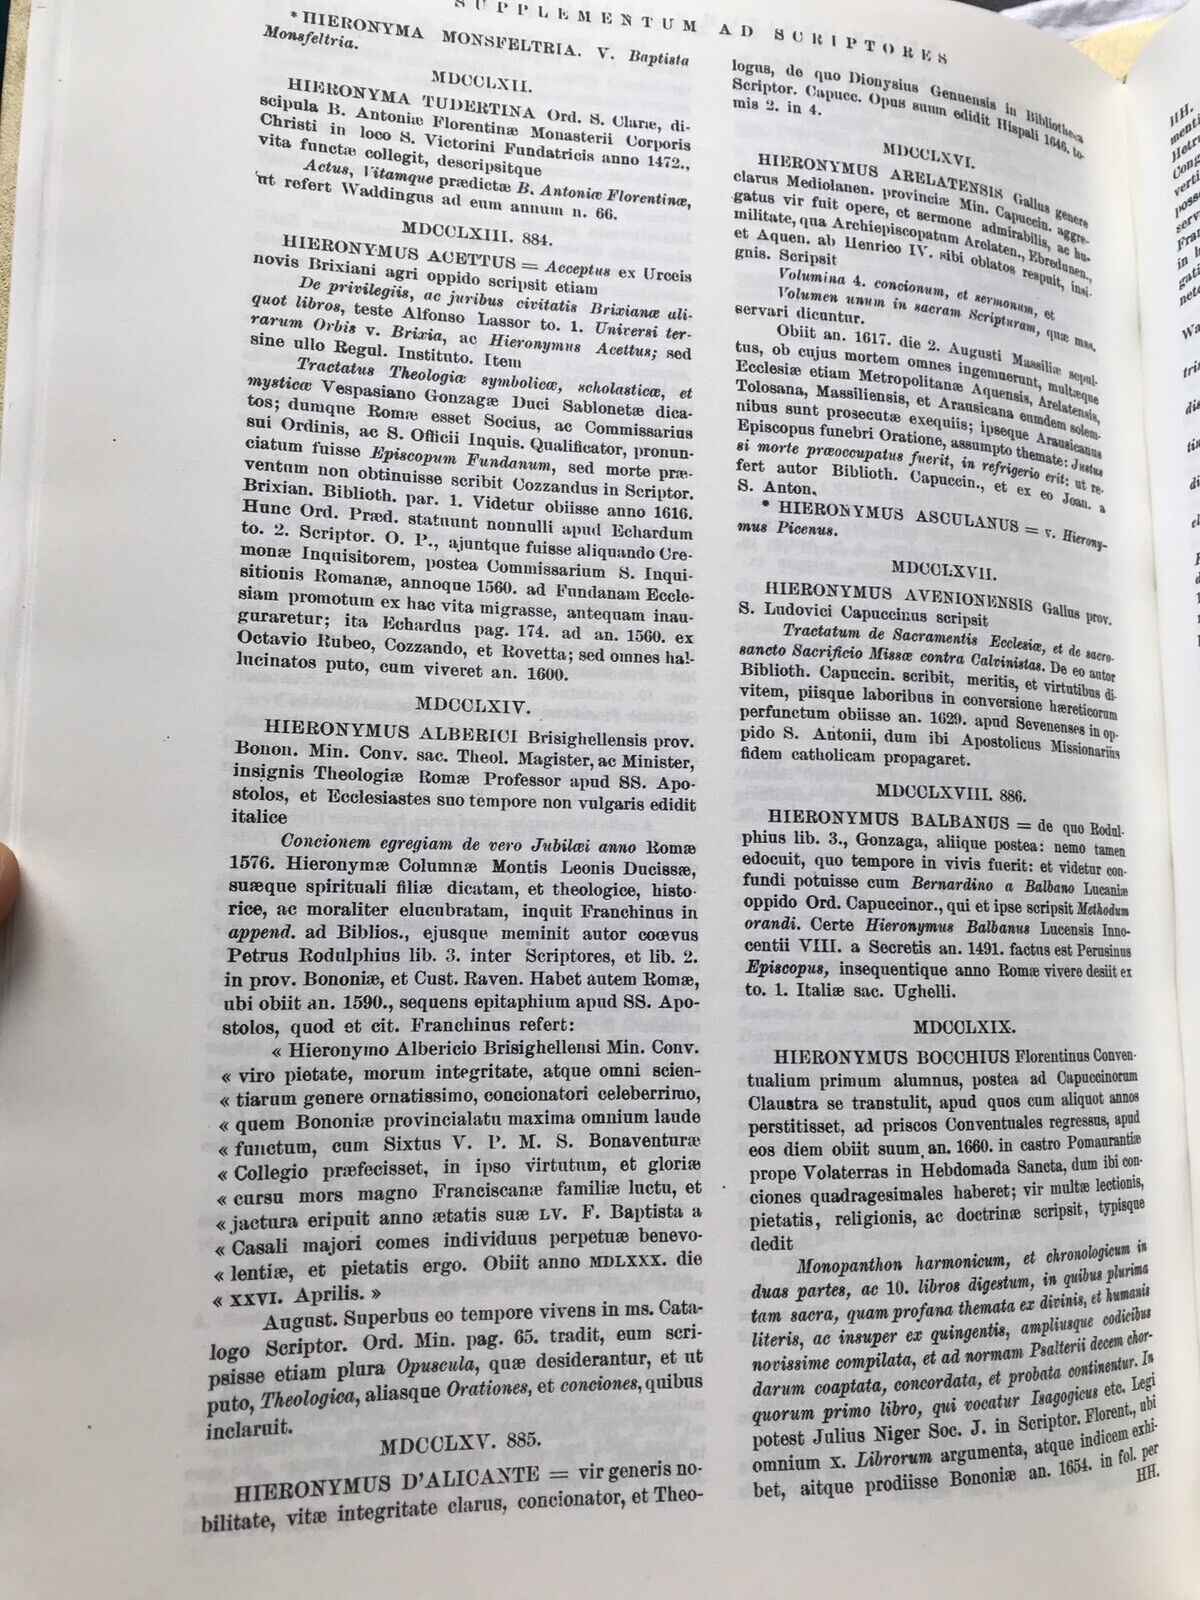 SUPPLEMENTUM AD SCRIPTORES
* HIERONYMA MONSFELTRIA. V. Baptista
Monsfeltria.
MDCCLXII.
HIERONYMA TUDERTINA Ord. S. Claræ, di-
scipula B. Antoniæ Florentinæ Monasterii Corporis
Christi in loco S. Victorini Fundatricis anno 1472.,
vita functæ collegit, descripsitque
Actus, Vitamque prædictæ B. Antoniæ Florentinæ,
ut refert Waddingus ad eum annum n. 66.
MDCCLXIII. 884.
HIERONYMUS ACETTUS = Acceptus ex Urceis
novis Brixiani agri oppido scripsit etiam
De privilegiis, ac juribus civitatis Brixianæ ali-
quot libros, teste Alfonso Lassor to. 1. Universi ter-
rarum Orbis v. Brixia, ac Hieronymus Acettus; sed
sine ullo Regul. Instituto. Item
Tractatus Theologiæ symbolicæ, scholasticæ, et
mysticæ Vespasiano Gonzagæ Duci Sablonetæ dica-
tos; dumque Romæ esset Socius, ac Commissarius
sui Ordinis, ac S. Officii Inquis. Qualificator, pronun-
ciatum fuisse Episcopum Fundanum, sed morte præ-
ventum non obtinuisse scribit Cozzandus in Scriptor.
Brixian. Biblioth. par. 1. Videtur obiisse anno 1616.
Hunc Ord. Præd. statuunt nonnulli apud Echardum
to. 2. Scriptor. O. P., ajuntque fuisse aliquando Cre-
monæ Inquisitorem, postea Commissarium S. Inqui-
sitionis Romanæ, annoque 1560. ad Fundanam Eccle-
siam promotum ex hac vita migrasse, antequam inau-
guraretur; ita Echardus pag. 174. ad an. 1560. ex
Octavio Rubeo, Cozzando, et Rovetta; sed omnes hal-
lucinatos puto, cum viveret an. 1600.
MDCCLXIV.
HIERONYMUS ALBERICI Brisighellensis prov.
Bonon. Min. Conv. sac. Theol. Magister, ac Minister,
insignis Theologiæ Romæ Professor apud SS. Apo-
stolos, et Ecclesiastes suo tempore non vulgaris edidit
italice
Concionem egregiam de vero Jubilæi anno Romæ
1576. Hieronymæ Columnæ Montis Leonis Ducissæ,
suæque spirituali filiæ dicatam, et theologice, histo-
rice, ac moraliter elucubratam, inquit Franchinus in
append. ad Biblios., ejusque meminit autor coævus
Petrus Rodulphius lib. 3. inter Scriptores, et lib. 2.
in prov. Bononiæ, et Cust. Raven. Habet autem Romæ,
ubi obiit an. 1590., sequens epitaphium apud SS. Apo-
stolos, quod et cit. Franchinus refert:
« Hieronymo Albericio Brisighellensi Min. Conv.
« viro pietate, morum integritate, atque omni scien-
« tiarum genere ornatissimo, concionatori celeberrimo,
« quem Bononiæ provincialatu maxima omnium laude
« functum, cum Sixtus V. P. M. S. Bonaventuræ
« Collegio præfecisset, in ipso virtutum, et gloriæ
« cursu mors magno Franciscanæ familiæ luctu, et
« jactura eripuit anno ætatis suæ LV. F. Baptista a
« Casali majori comes individuus perpetuæ benevo-
« lentiæ, et pietatis ergo. Obiit anno MDLXXX. die
« XXVI. Aprilis. »
August. Superbus eo tempore vivens in ms. Cata-
logo Scriptor. Ord. Min. pag. 65. tradit, eum scri-
psisse etiam plura Opuscula, quæ desiderantur, et ut
puto, Theologica, aliasque Orationes, et conciones, quibus
inclaruit.
MDCCLXV. 885.
HIERONYMUS D'ALICANTE = vir generis no-
bilitate, vitæ integritate clarus, concionator, et Theo-
logus, de quo Dionysius Genuensis in Bibliotheca
Scriptor. Capucc. Opus suum edidit Hispali 1646. to-
mis 2. in 4.
MDCCLXVI.
HIERONYMUS ARELATENSIS Gallus genere
clarus Mediolanen. provinciæ Min. Capuccin. aggre-
gatus vir fuit opere, et sermone admirabilis, ac hu-
militate, qua Archiepiscopatum Arelaten., Ebredunen.,
et Aquen. ab Henrico IV. sibi oblatos respuit, insi-
gnis. Scripsit
Volumina 4. concionum, et sermonum, et
Volumen unum in sacram Scripturam, quæ mss.
servari dicuntur.
Obiit an. 1617. die 2. Augusti Massiliæ sepul-
tus, ob cujus mortem omnes ingemuerunt, multæque
Ecclesiæ etiam Metropolitanæ Aquensis, Arelatensis,
Tolosana, Massiliensis, et Arausicana eumdem solem-
nibus sunt prosecutæ exequiis; ipseque Arausicanus
Episcopus funebri Oratione, assumpto themate: Justus
si morte præoccupatus fuerit, in refrigerio erit: ut re-
fert autor Biblioth. Capuccin., et ex eo Joan. a
S. Anton.
* HIERONYMUS ASCULANUS = v. Hierony-
mus Picenus.
MDCCLXVII.
HIERONYMUS AVENIONENSIS Gallus prov.
S. Ludovici Capuccinus scripsit
Tractatum de Sacramentis Ecclesiæ, et de sacro-
sancto Sacrificio Missæ contra Calvinistas. De eo autor
Biblioth. Capuccin. scribit, meritis, et virtutibus di-
vitem, piisque laboribus in conversione hæreticorum
perfunctum obiisse an. 1629. apud Sevenenses in op-
pido S. Antonii, dum ibi Apostolicus Missionarius
fidem catholicam propagaret.
MDCCLXVIII. 886.
HIERONYMUS BALBANUS = de quo Rodul-
phius lib. 3., Gonzaga, aliique postea: nemo tamen
edocuit, quo tempore in vivis fuerit: et videtur con-
fundi potuisse cum Bernardino a Balbano Lucaniæ
oppido Ord. Capuccinor., qui et ipse scripsit Methodum
orandi. Certe Hieronymus Balbanus Lucensis Inno-
centii VIII. a Secretis an. 1491. factus est Perusinus
Episcopus, insequentique anno Romæ vivere desiit ex
to. 1. Italiæ sac. Ughelli.
MDCCLXIX.
HIERONYMUS BOCCHIUS Florentinus Conven-
tualium primum alumnus, postea ad Capuccinorum
Claustra se transtulit, apud quos cum aliquot annos
perstitisset, ad priscos Conventuales regressus, apud
eos diem obiit suum an. 1660. in castro Pomaurantiæ
prope Volaterras in Hebdomada Sancta, dum ibi con-
ciones quadragesimales haberet; vir multæ lectionis,
pietatis, religionis, ac doctrinæ scripsit, typisque
dedit
Monopanthon harmonicum, et chronologicum in
duas partes, ac 10. libros digestum, in quibus plurima
tam sacra, quam profana themata ex divinis, et humanis
literis, ac insuper ex quingentis, ampliusque codicibus
novissime compilata, et ad normam Psalterii decem chor-
darum coaptata, concordata, et probata continentur. In
quorum primo libro, qui vocatur Isagogicus etc. Legi
potest Julius Niger Soc. J. in Scriptor. Florent., ubi
omnium x. Librorum argumenta, atque indicem exhi-
bet, aitque prodiisse Bononiæ an. 1654. in fol. per
HH.